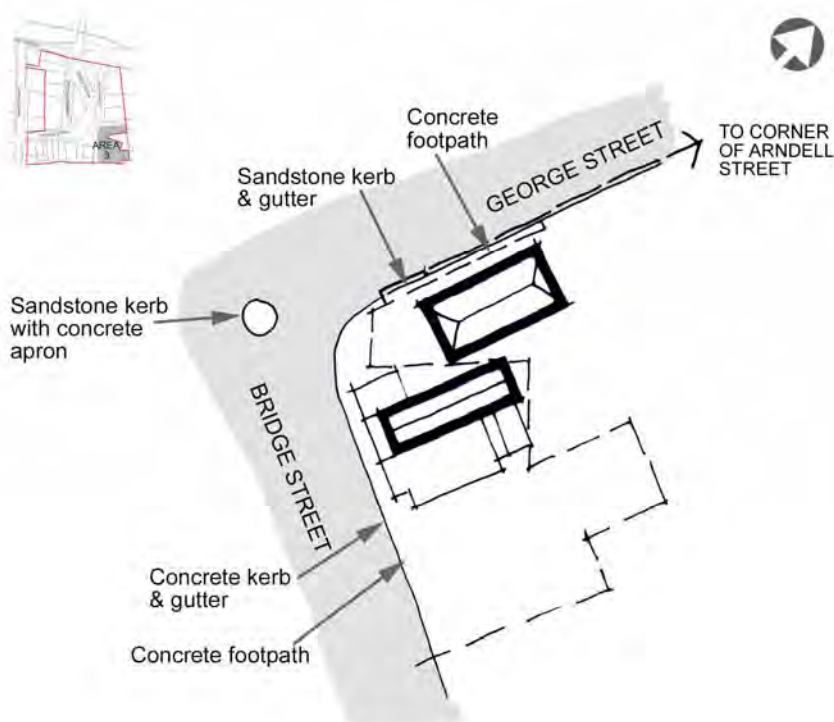 AREA
3
Concrete
footpath
GEORGE STREET
TO CORNER
OF ARNDELL
STREET
Sandstone kerb
& gutter
Sandstone kerb
with concrete
apron
BRIDGE STREET
Concrete kerb
& gutter
Concrete footpath